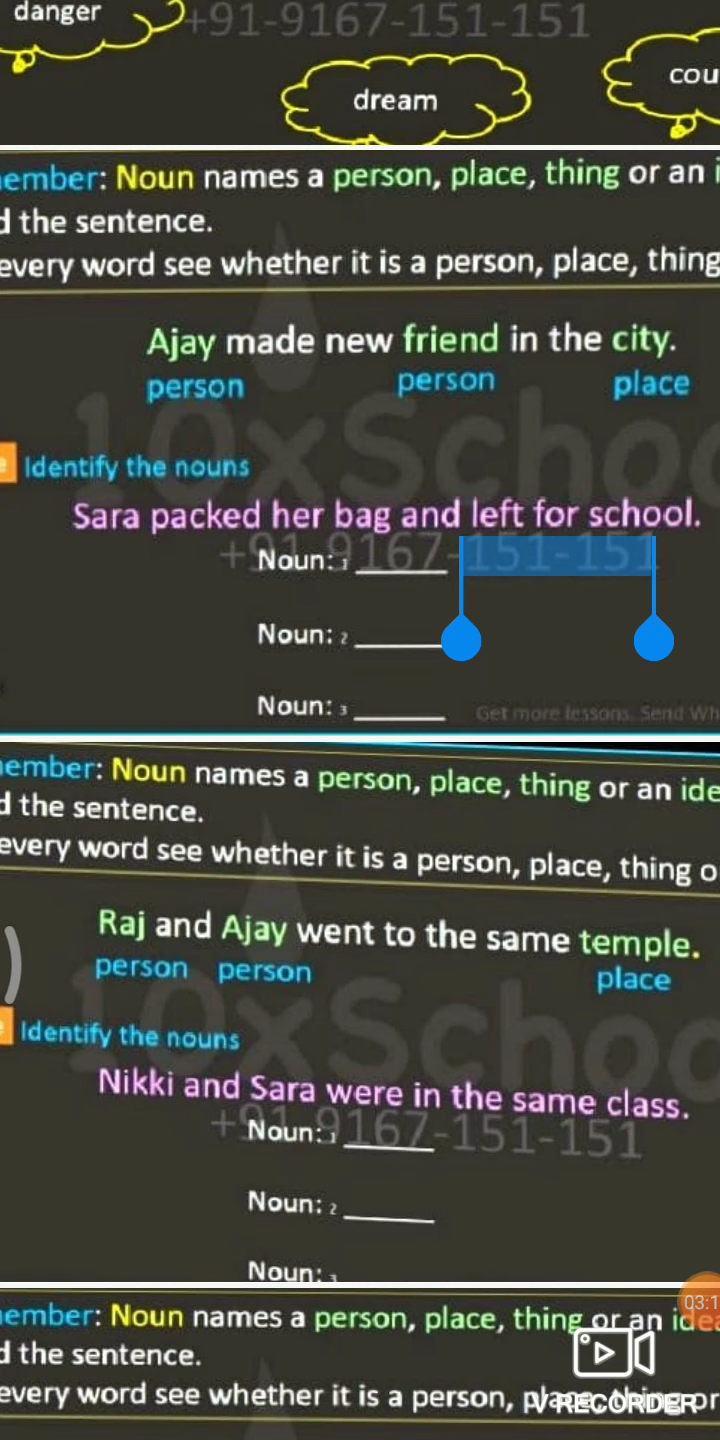 danger
+91-9167-151-151
dream
cou
ember: Noun names a person, place, thing or an i
d the sentence.
every word see whether it is a person, place, thing
Ajay made new friend in the city.
person person place
10xSchoo
Identify the nouns
Sara packed her bag and left for school.
+91-9167-151-151
Noun: 1
Noun: 2
Noun: 3
Get more lessons. Send Wh
ember: Noun names a person, place, thing or an ide
d the sentence.
every word see whether it is a person, place, thing o
Raj and Ajay went to the same temple.
person person place
10xSchoo
Identify the nouns
Nikki and Sara were in the same class.
+91-9167-151-151
Noun: 1
Noun: 2
Noun: 3
03:1
ember: Noun names a person, place, thing or an idea
d the sentence.
every word see whether it is a person, place, thing or
V RECORDER